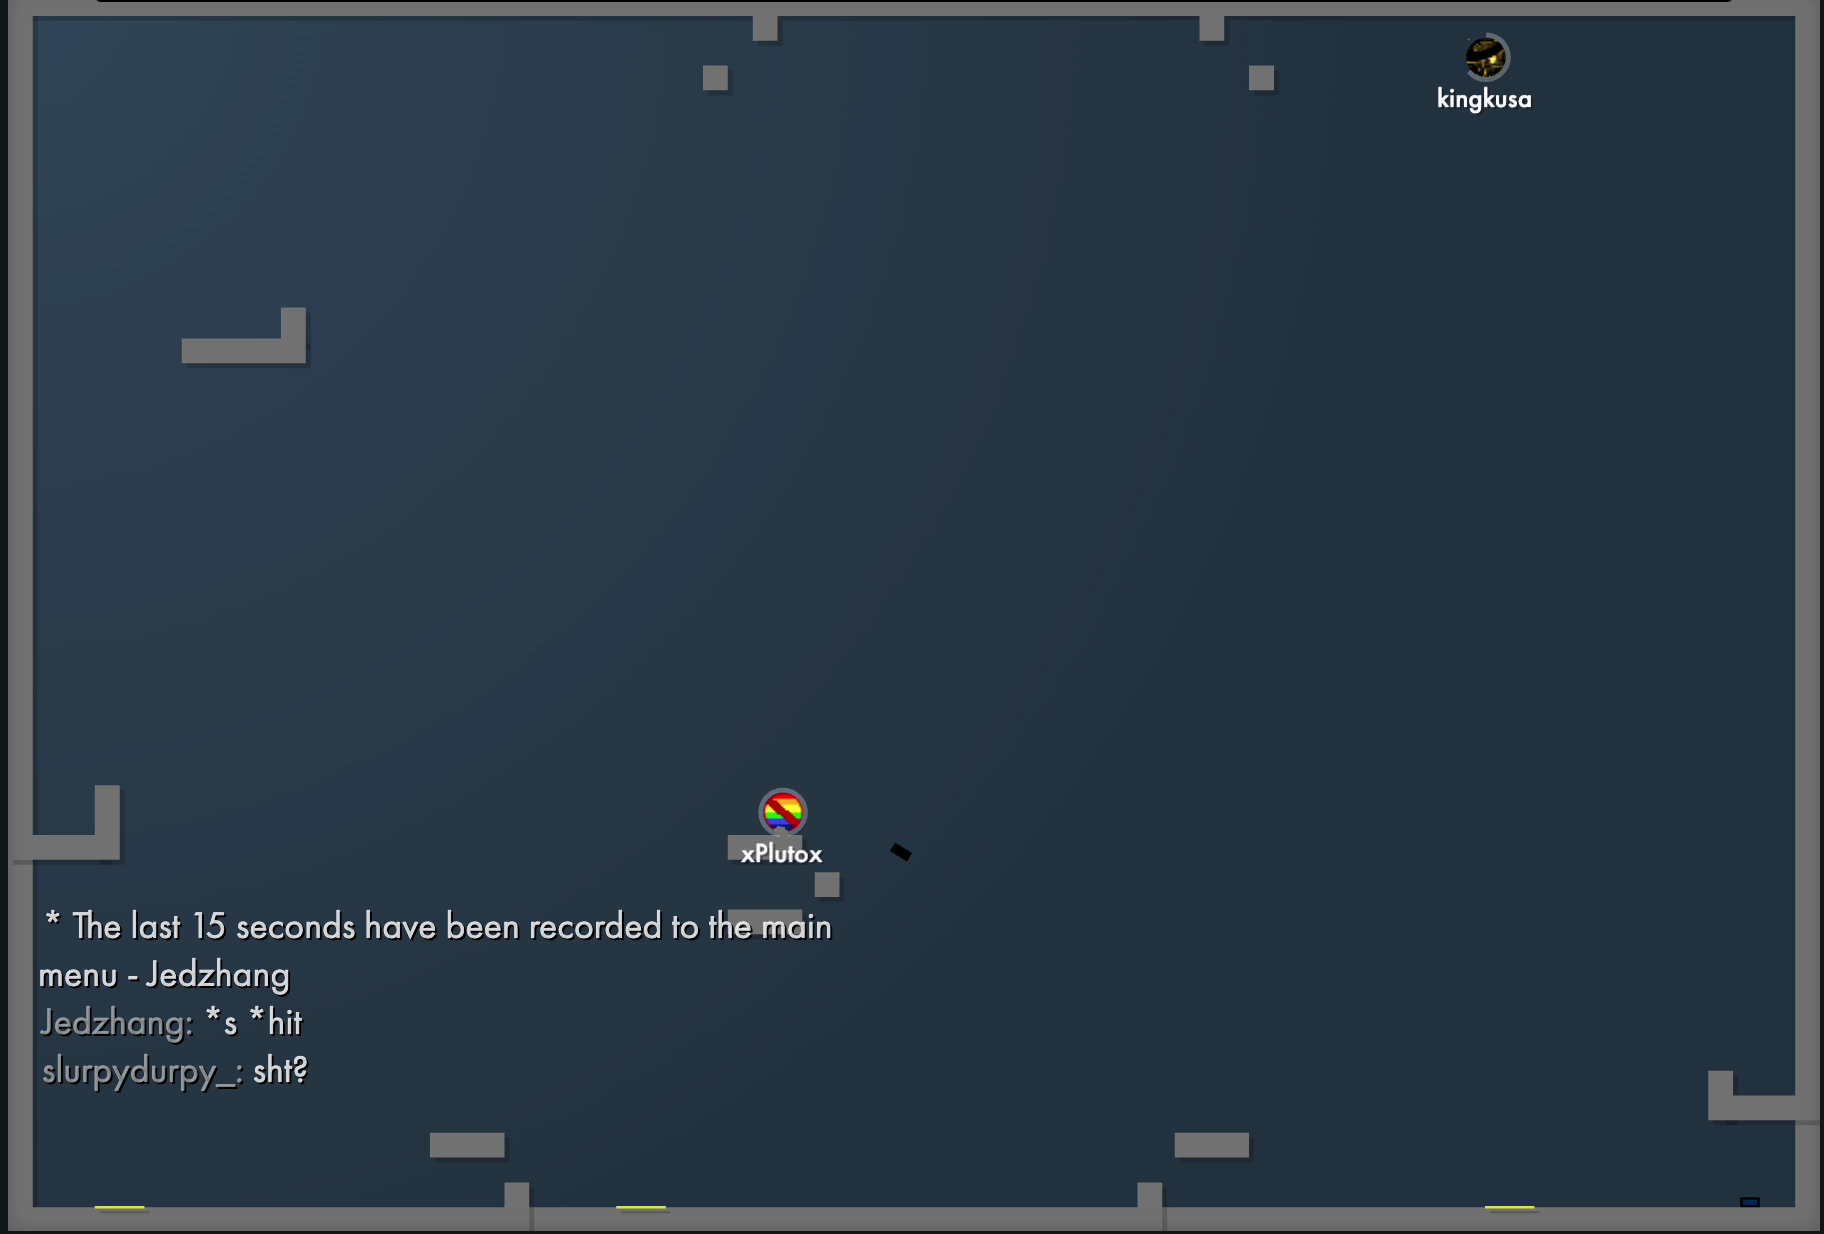 kingkusa
xPlutox
* The last 15 seconds have been recorded to the main
menu - Jedzhang
Jedzhang: *s *hit
slurpydurpy_: sht?